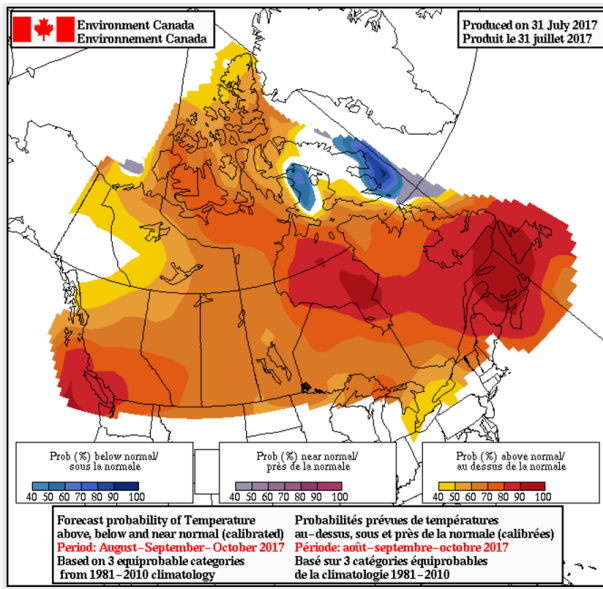 Environment Canada
Environnement Canada
Produced on 31 July 2017
Produit le 31 juillet 2017
Prob (%) below normal/
sous la normale
40 50 60 70 80 90 100
Prob (%) near normal/
près de la normale
40 50 60 70 80 90 100
Prob (%) above normal/
au dessus de la normale
40 50 60 70 80 90 100
Forecast probability of Temperature
above, below and near normal (calibrated)
Period: August-September-October 2017
Based on 3 equiprobable categories
from 1981-2010 climatology
Probabilités prévues de températures
au-dessus, sous et près de la normale (calibrées)
Période: août-septembre-octobre 2017
Basé sur 3 catégories équiprobables
de la climatologie 1981-2010